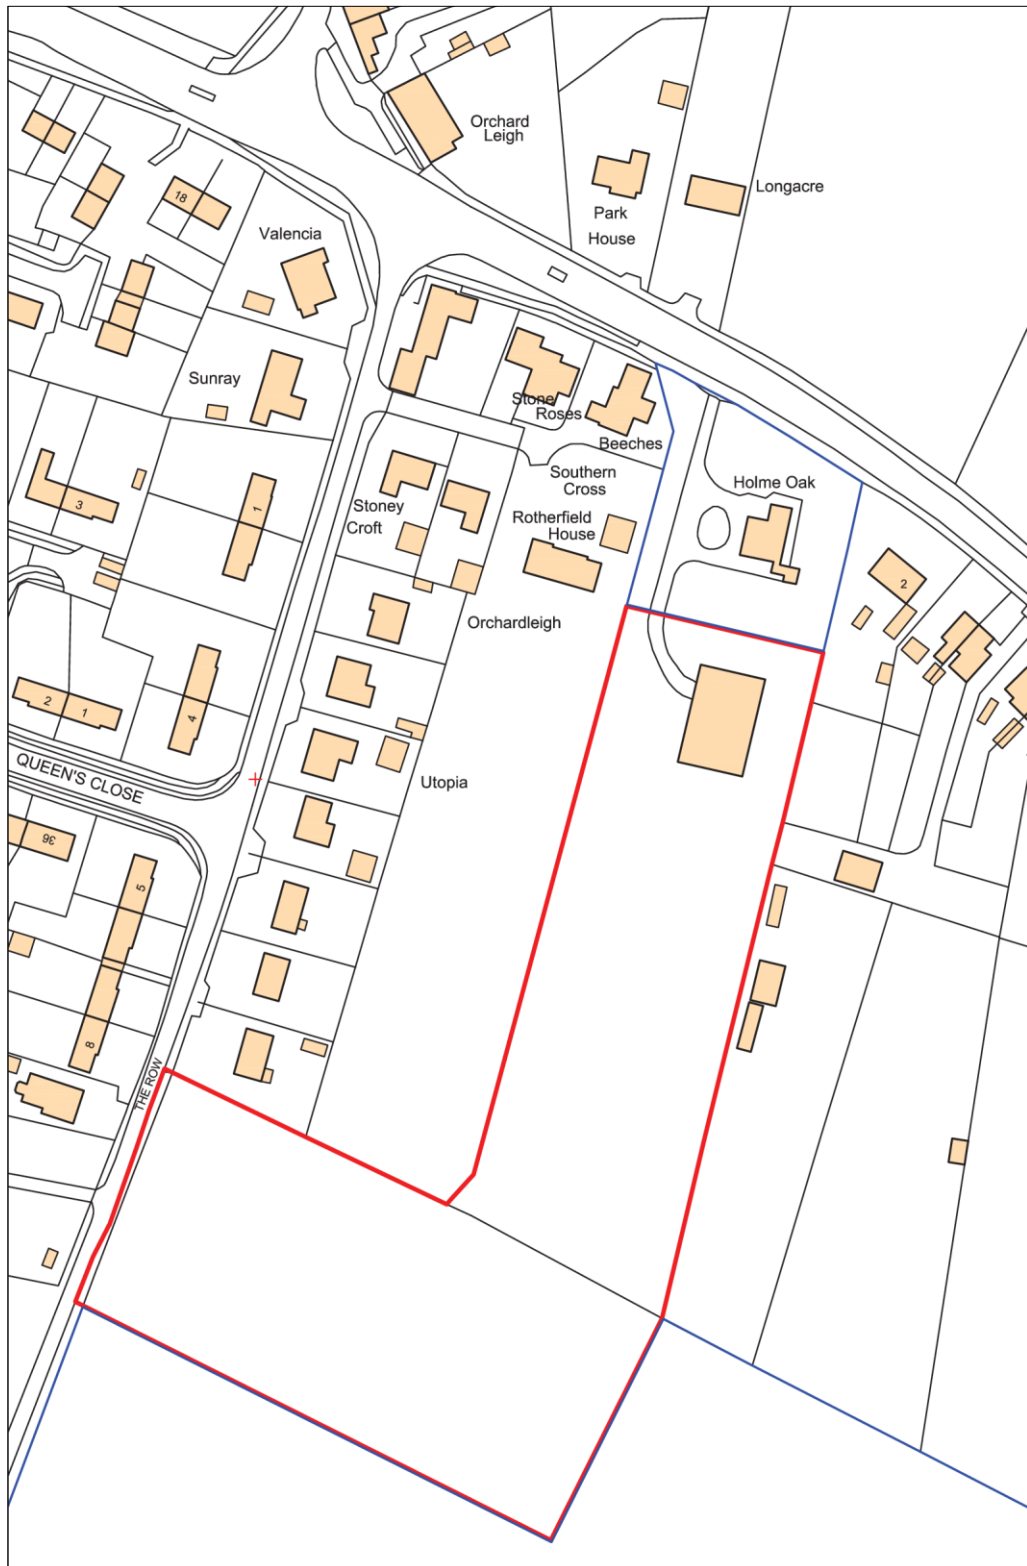 Orchard
Leigh
Longacre
Park
House
18
Valencia
Sunray
Stone
Roses
Beeches
Southern
Cross
Holme Oak
3
1
Stoney
Croft
Rotherfield
House
2
Orchardleigh
2
1
4
QUEEN'S CLOSE
Utopia
36
5
8
THE ROW